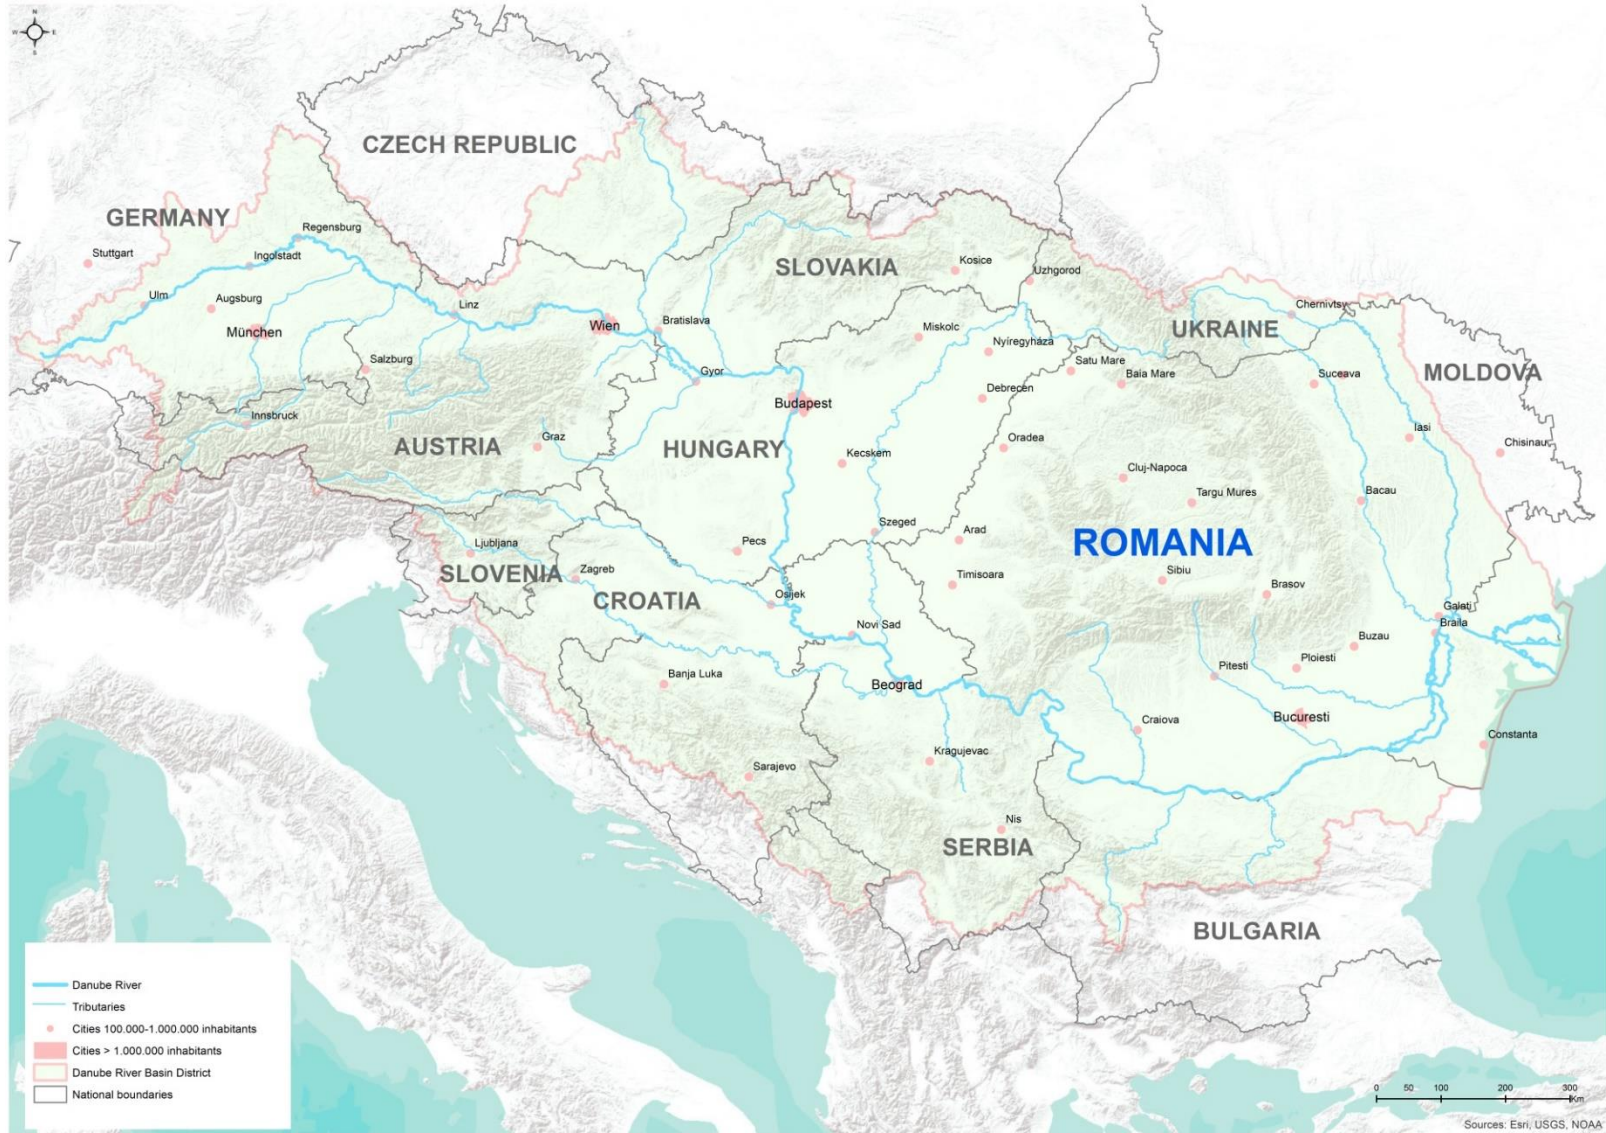 N
W E
S
CZECH REPUBLIC
GERMANY
Regensburg
Stuttgart
Ingolstadt
SLOVAKIA
Kosice
Uzhgorod
Ulm
Augsburg
Linz
Chernivtsy
München
Wien
Bratislava
UKRAINE
Miskolc
Nyíregyháza
Salzburg
Satu Mare
Gyor
Baia Mare
Suceava
MOLDOVA
Debrecen
Budapest
Innsbruck
Iasi
AUSTRIA
Graz
HUNGARY
Oradea
Chisinau
Kecskem
Cluj-Napoca
Targu Mures
Bacau
Szeged
Arad
ROMANIA
Ljubljana
Pecs
SLOVENIA
Zagreb
Timisoara
Sibiu
Brasov
CROATIA
Osijek
Galati
Novi Sad
Braila
Buzau
Banja Luka
Beograd
Pitesti
Ploiesti
Craiova
Bucuresti
Constanta
Kragujevac
Sarajevo
Nis
SERBIA
BULGARIA
Danube River
Tributaries
Cities 100.000-1.000.000 inhabitants
Cities > 1.000.000 inhabitants
Danube River Basin District
National boundaries
0 50 100 200 300
Km
Sources: Esri, USGS, NOAA